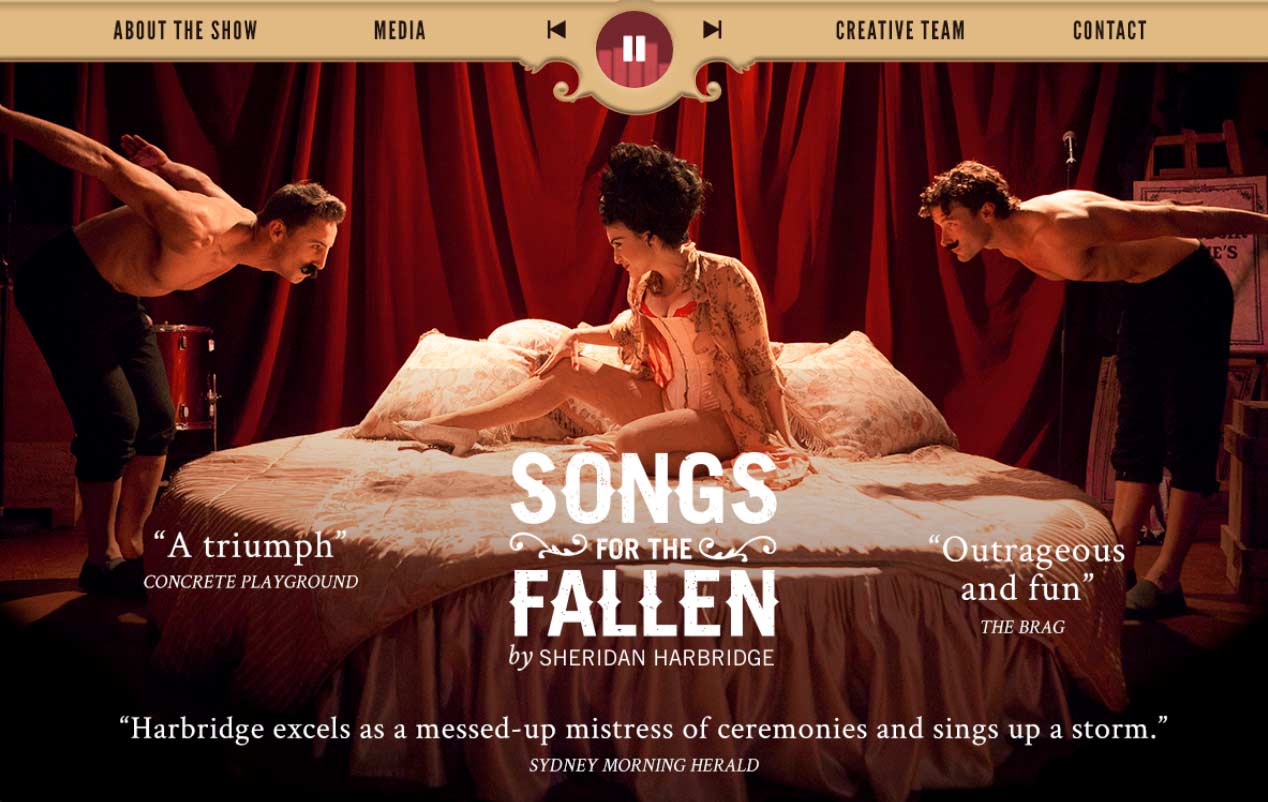 ABOUT THE SHOW
MEDIA
CREATIVE TEAM
CONTACT
SONGS
FOR THE
FALLEN
by SHERIDAN HARBRIDGE
“A triumph”
CONCRETE PLAYGROUND
“Outrageous
and fun”
THE BRAG
“Harbridge excels as a messed-up mistress of ceremonies and sings up a storm.”
SYDNEY MORNING HERALD